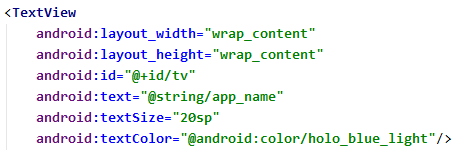 <TextView
android:layout_width="wrap_content"
android:layout_height="wrap_content"
android:id="@+id/tv"
android:text="@string/app_name"
android:textSize="20sp"
android:textColor="@android:color/holo_blue_light"/>